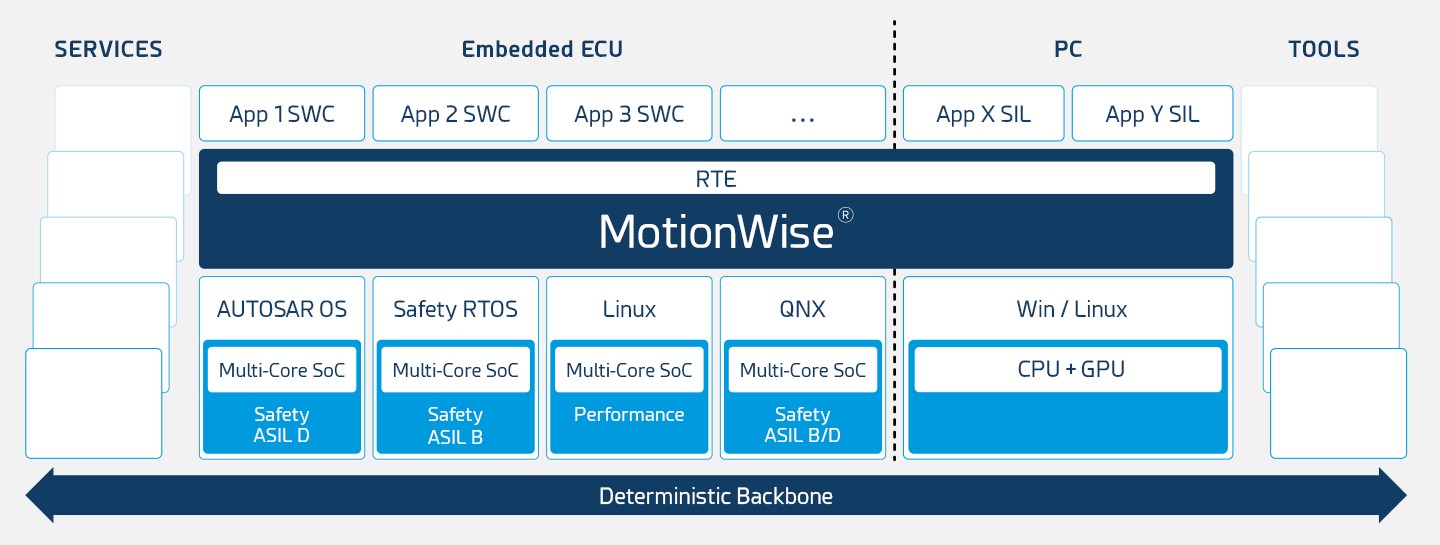 SERVICES
Embedded ECU
PC
TOOLS
App 1 SWC
App 2 SWC
App 3 SWC
...
App X SIL
App Y SIL
RTE
MotionWise®
AUTOSAR OS
Safety RTOS
Linux
QNX
Win / Linux
Multi-Core SoC
Multi-Core SoC
Multi-Core SoC
Multi-Core SoC
CPU + GPU
Safety
ASIL D
Safety
ASIL B
Performance
Safety
ASIL B/D
Deterministic Backbone